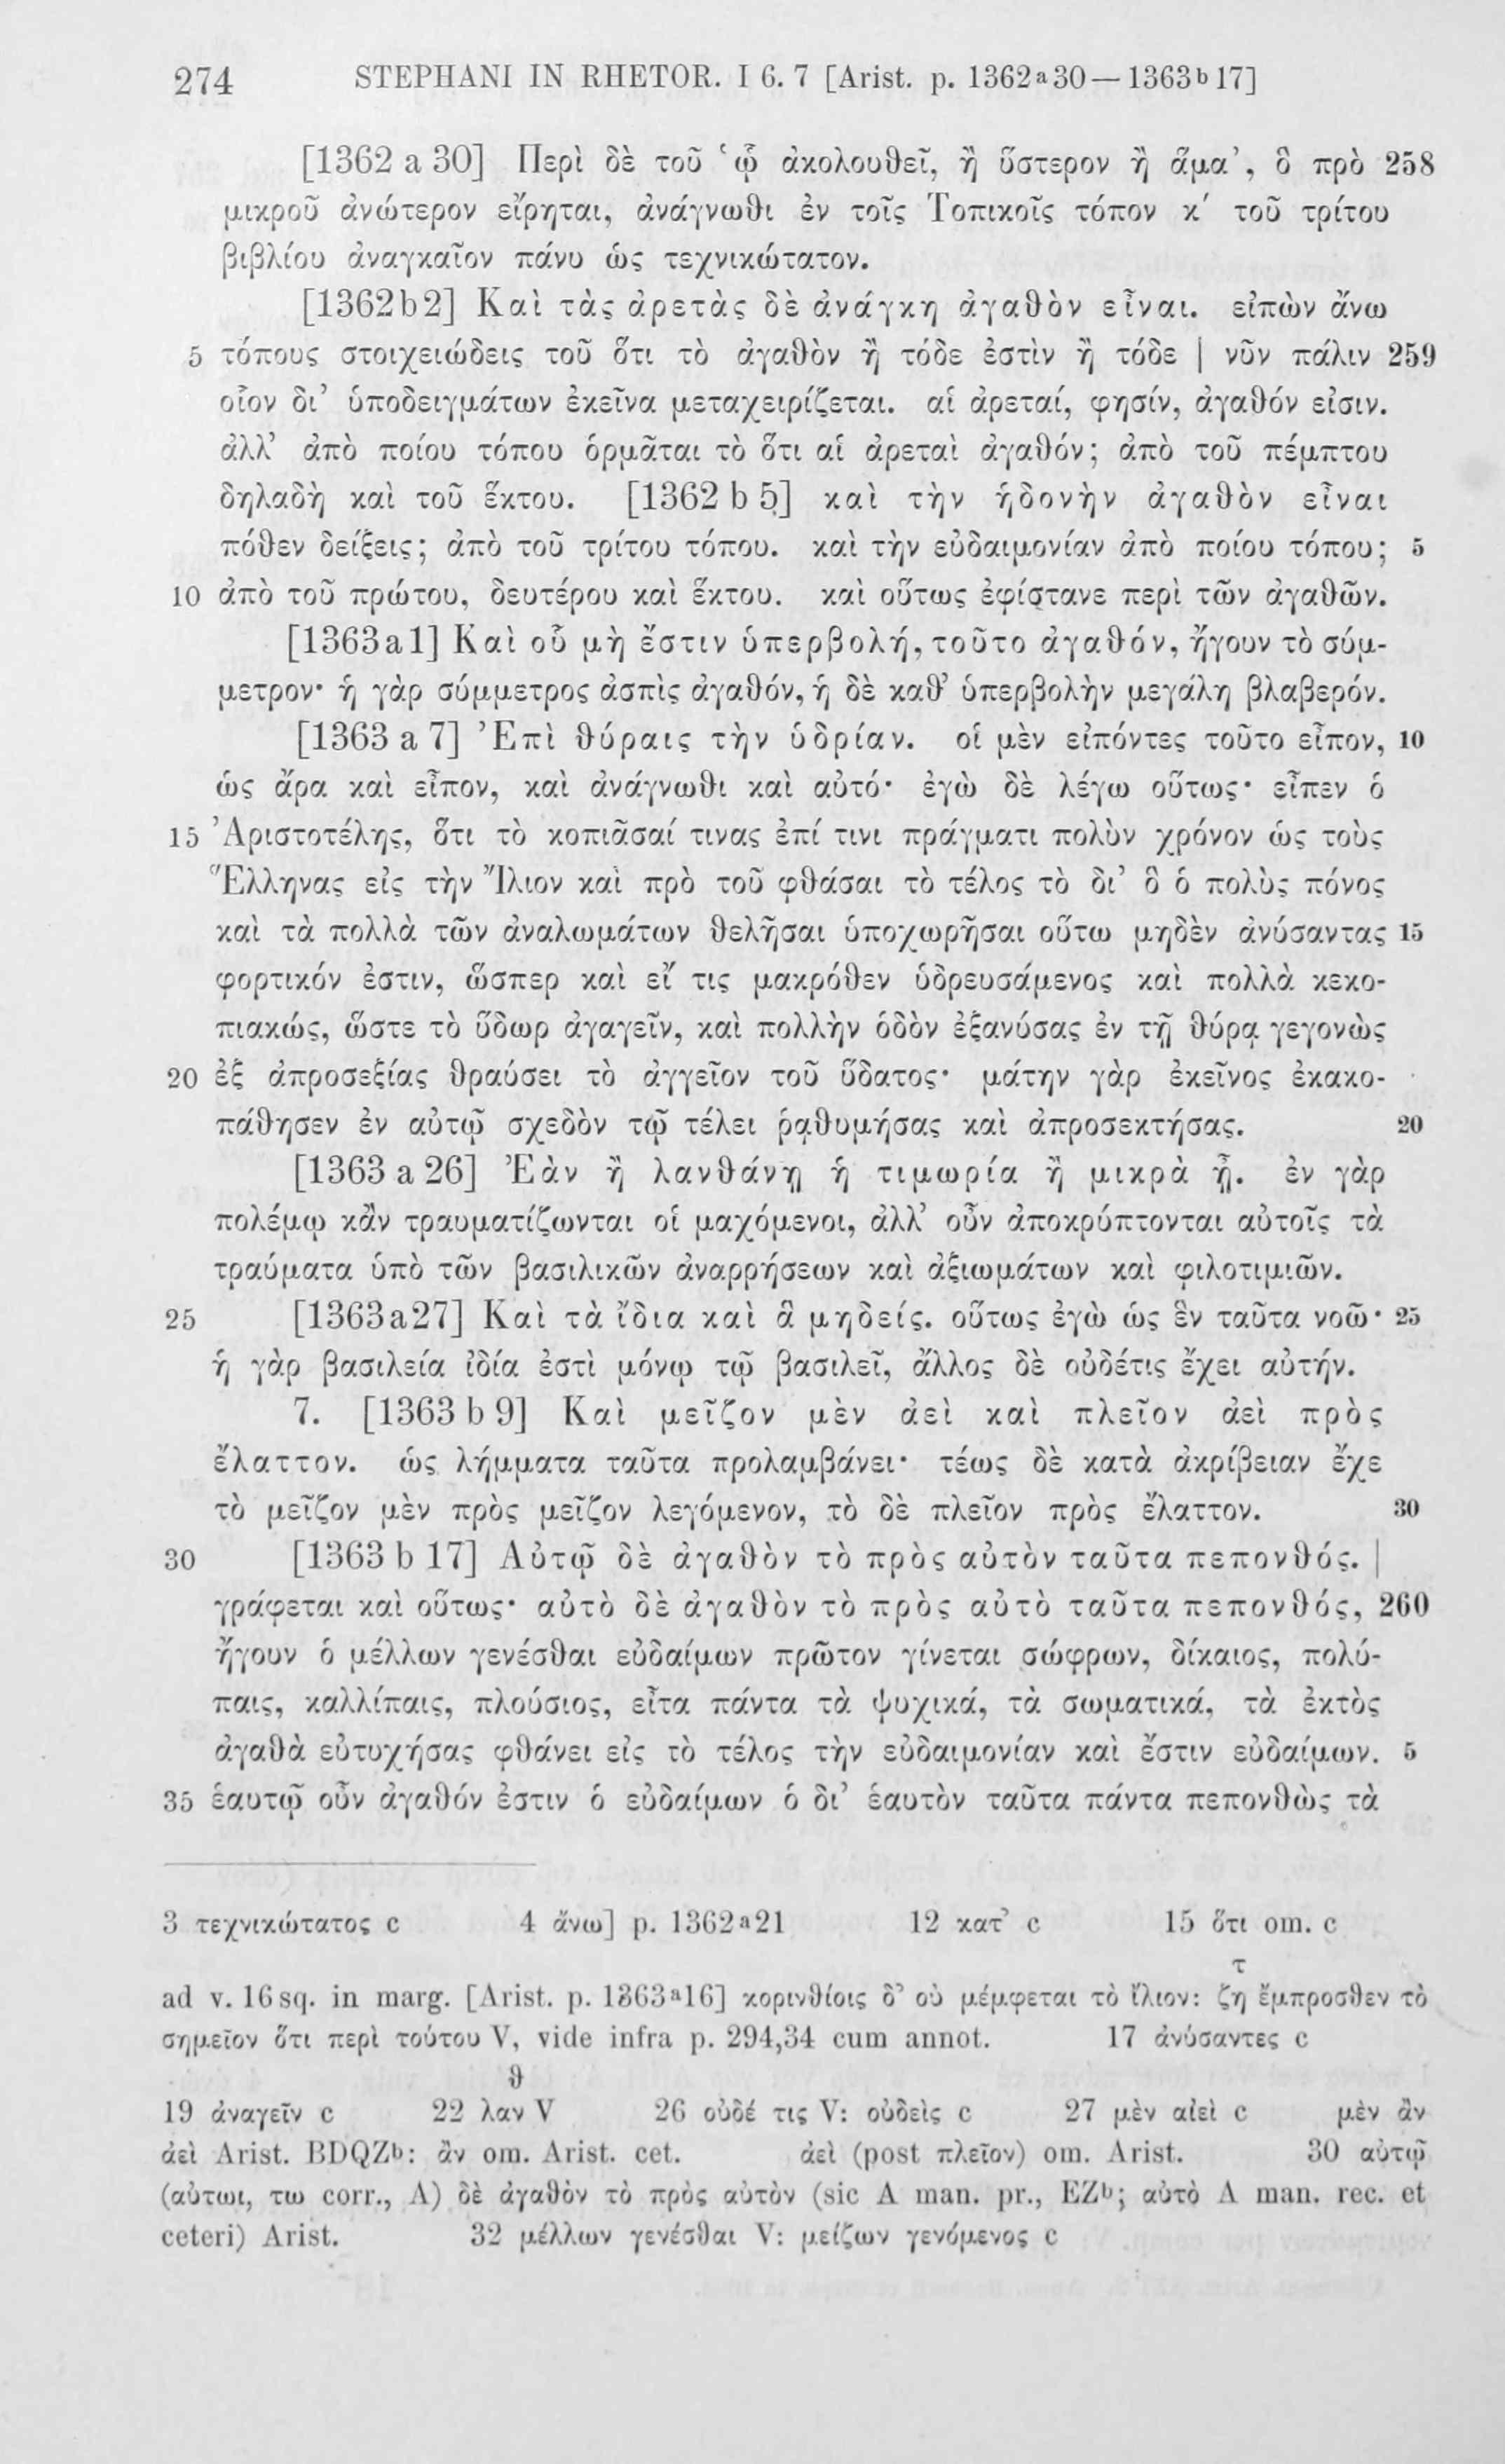 274 STEPHANI IN RHETOR. I 6. 7 [Arist. p. 1362ᵃ30—1363ᵇ17]
[1362 a 30] Περὶ δὲ τοῦ ‘ᾧ ἀκολουθεῖ, ἢ ὕστερον ἢ ἅμα’, ὃ πρὸ 258
μικροῦ ἀνώτερον εἴρηται, ἀνάγνωθι ἐν τοῖς Τοπικοῖς τόπον κ΄ τοῦ τρίτου
βιβλίου ἀναγκαῖον πάνυ ὡς τεχνικώτατον.
[1362b2] Καὶ τὰς ἀρετὰς δὲ ἀνάγκη ἀγαθὸν εἶναι. εἰπὼν ἄνω
5 τόπους στοιχειώδεις τοῦ ὅτι τὸ ἀγαθὸν ἢ τόδε ἐστὶν ἢ τόδε | νῦν πάλιν 259
οἷον δι’ ὑποδειγμάτων ἐκεῖνα μεταχειρίζεται. αἱ ἀρεταί, φησίν, ἀγαθόν εἰσιν.
ἀλλ’ ἀπὸ ποίου τόπου ὁρμᾶται τὸ ὅτι αἱ ἀρεταὶ ἀγαθόν; ἀπὸ τοῦ πέμπτου
δηλαδὴ καὶ τοῦ ἕκτου. [1362 b 5] καὶ τὴν ἡδονὴν ἀγαθὸν εἶναι
πόθεν δείξεις; ἀπὸ τοῦ τρίτου τόπου. καὶ τὴν εὐδαιμονίαν ἀπὸ ποίου τόπου; 5
10 ἀπὸ τοῦ πρώτου, δευτέρου καὶ ἕκτου. καὶ οὕτως ἐφίστανε περὶ τῶν ἀγαθῶν.
[1363a1] Καὶ οὗ μὴ ἔστιν ὑπερβολή, τοῦτο ἀγαθόν, ἤγουν τὸ σύμ-
μετρον· ἡ γὰρ σύμμετρος ἀσπὶς ἀγαθόν, ἡ δὲ καθ’ ὑπερβολὴν μεγάλη βλαβερόν.
[1363 a 7] Ἐπὶ θύραις τὴν ὑδρίαν. οἱ μὲν εἰπόντες τοῦτο εἶπον, 10
ὡς ἄρα καὶ εἶπον, καὶ ἀνάγνωθι καὶ αὐτό· ἐγὼ δὲ λέγω οὕτως· εἶπεν ὁ
15 Ἀριστοτέλης, ὅτι τὸ κοπιᾶσαί τινας ἐπί τινι πράγματι πολὺν χρόνον ὡς τοὺς
Ἕλληνας εἰς τὴν Ἴλιον καὶ πρὸ τοῦ φθάσαι τὸ τέλος τὸ δι’ ὃ ὁ πολὺς πόνος
καὶ τὰ πολλὰ τῶν ἀναλωμάτων θελῆσαι ὑποχωρῆσαι οὕτω μηδὲν ἀνύσαντας 15
φορτικόν ἐστιν, ὥσπερ καὶ εἴ τις μακρόθεν ὑδρευσάμενος καὶ πολλὰ κεκο-
πιακώς, ὥστε τὸ ὕδωρ ἀγαγεῖν, καὶ πολλὴν ὁδὸν ἐξανύσας ἐν τῇ θύρᾳ γεγονὼς
20 ἐξ ἀπροσεξίας θραύσει τὸ ἀγγεῖον τοῦ ὕδατος· μάτην γὰρ ἐκεῖνος ἐκακο-
πάθησεν ἐν αὐτῷ σχεδὸν τῷ τέλει ῥᾳθυμήσας καὶ ἀπροσεκτήσας. 20
[1363 a 26] Ἐὰν ἢ λανθάνῃ ἡ τιμωρία ἢ μικρὰ ᾖ. ἐν γὰρ
πολέμῳ κἂν τραυματίζωνται οἱ μαχόμενοι, ἀλλ’ οὖν ἀποκρύπτονται αὐτοῖς τὰ
τραύματα ὑπὸ τῶν βασιλικῶν ἀναρρήσεων καὶ ἀξιωμάτων καὶ φιλοτιμιῶν.
25 [1363a27] Καὶ τὰ ἴδια καὶ ἃ μηδείς. οὕτως ἐγὼ ὡς ἓν ταῦτα νοῶ· 25
ἡ γὰρ βασιλεία ἰδία ἐστὶ μόνῳ τῷ βασιλεῖ, ἄλλος δὲ οὐδέτις ἔχει αὐτήν.
7. [1363 b 9] Καὶ μεῖζον μὲν ἀεὶ καὶ πλεῖον ἀεὶ πρὸς
ἔλαττον. ὡς λήμματα ταῦτα προλαμβάνει· τέως δὲ κατὰ ἀκρίβειαν ἔχε
τὸ μεῖζον μὲν πρὸς μεῖζον λεγόμενον, τὸ δὲ πλεῖον πρὸς ἔλαττον. 30
30 [1363 b 17] Αὐτῷ δὲ ἀγαθὸν τὸ πρὸς αὐτὸν ταῦτα πεπονθός. |
γράφεται καὶ οὕτως· αὐτὸ δὲ ἀγαθὸν τὸ πρὸς αὐτὸ ταῦτα πεπονθός, 260
ἤγουν ὁ μέλλων γενέσθαι εὐδαίμων πρῶτον γίνεται σώφρων, δίκαιος, πολύ-
παις, καλλίπαις, πλούσιος, εἶτα πάντα τὰ ψυχικά, τὰ σωματικά, τὰ ἐκτὸς
ἀγαθὰ εὐτυχήσας φθάνει εἰς τὸ τέλος τὴν εὐδαιμονίαν καὶ ἔστιν εὐδαίμων. 5
35 ἑαυτῷ οὖν ἀγαθόν ἐστιν ὁ εὐδαίμων ὁ δι’ ἑαυτὸν ταῦτα πάντα πεπονθὼς τὰ
3 τεχνικώτατος c 4 ἄνω] p. 1362ᵃ21 12 κατ’ c 15 ὅτι om. c
τ
ad v. 16 sq. in marg. [Arist. p. 1363ᵃ16] κορινθίοις δ’ οὐ μέμφεται τὸ ἴλιον: ζη ἔμπροσθεν τὸ
σημεῖον ὅτι περὶ τούτου V, vide infra p. 294,34 cum annot. 17 ἀνύσαντες c
θ
19 ἀναγεῖν c 22 λαν V 26 οὐδέ τις V: οὐδεὶς c 27 μὲν αἰεὶ c μὲν ἂν
ἀεὶ Arist. BDQZᵇ: ἂν om. Arist. cet. ἀεὶ (post πλεῖον) om. Arist. 30 αὐτῷ
(αὐτωι, τω corr., A) δὲ ἀγαθὸν τὸ πρὸς αὐτὸν (sic A man. pr., EZᵇ; αὐτὸ A man. rec. et
ceteri) Arist. 32 μέλλων γενέσθαι V: μείζων γενόμενος c